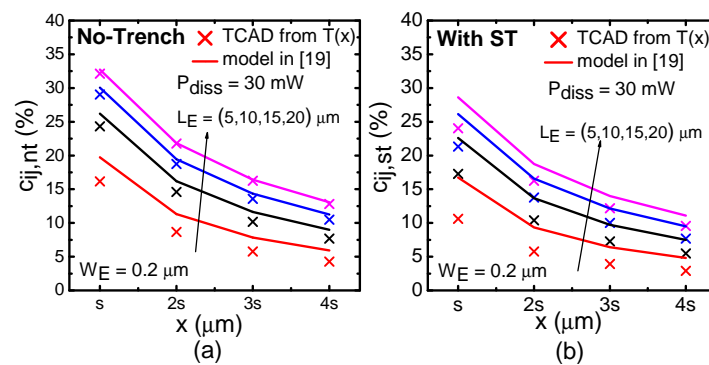 No-Trench
TCAD from T(x)
model in [19]
P_diss = 30 mW
L_E = (5,10,15,20) μm
W_E = 0.2 μm
c_ij,nt (%)
40
35
30
25
20
15
10
5
0
s 2s 3s 4s
x (μm)
(a)
With ST
TCAD from T(x)
model in [19]
P_diss = 30 mW
L_E = (5,10,15,20) μm
W_E = 0.2 μm
c_ij,st (%)
40
35
30
25
20
15
10
5
0
s 2s 3s 4s
x (μm)
(b)